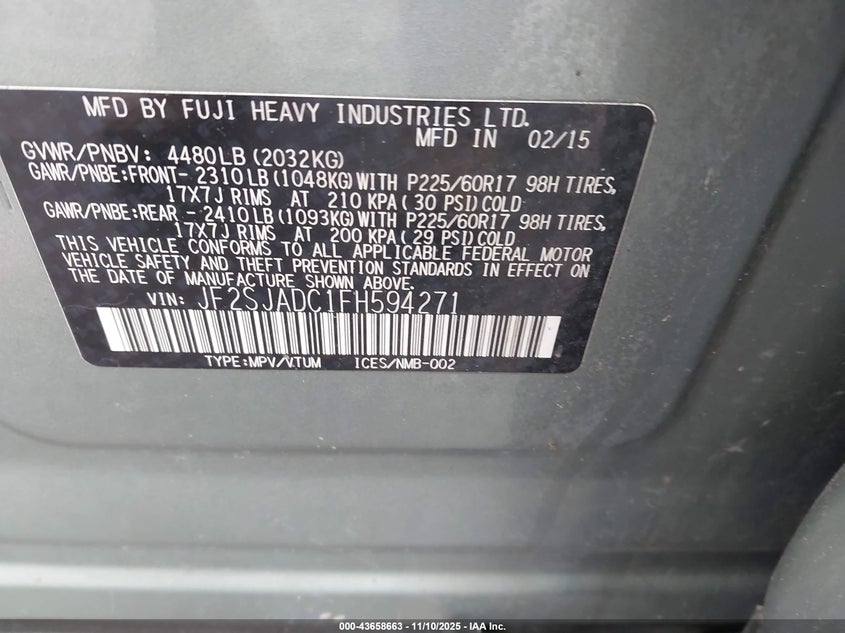 MFD BY FUJI HEAVY INDUSTRIES LTD.
MFD IN 02/15
GVWR/PNBV: 4480LB(2032KG)
GAWR/PNBE:FRONT- 2310LB(1048KG)WITH P225/60R17 98H TIRES,
17X7J RIMS AT 210 KPA(30 PSI)COLD
GAWR/PNBE:REAR - 2410LB(1093KG)WITH P225/60R17 98H TIRES,
17X7J RIMS AT 200 KPA(29 PSI)COLD
THIS VEHICLE CONFORMS TO ALL APPLICABLE FEDERAL MOTOR
VEHICLE SAFETY AND THEFT PREVENTION STANDARDS IN EFFECT ON
THE DATE OF MANUFACTURE SHOWN ABOVE.
VIN: JF2SJADC1FH594271
TYPE:MPV/VTUM ICES/NMB-002
000-43658663 — 11/10/2025 — IAA Inc.